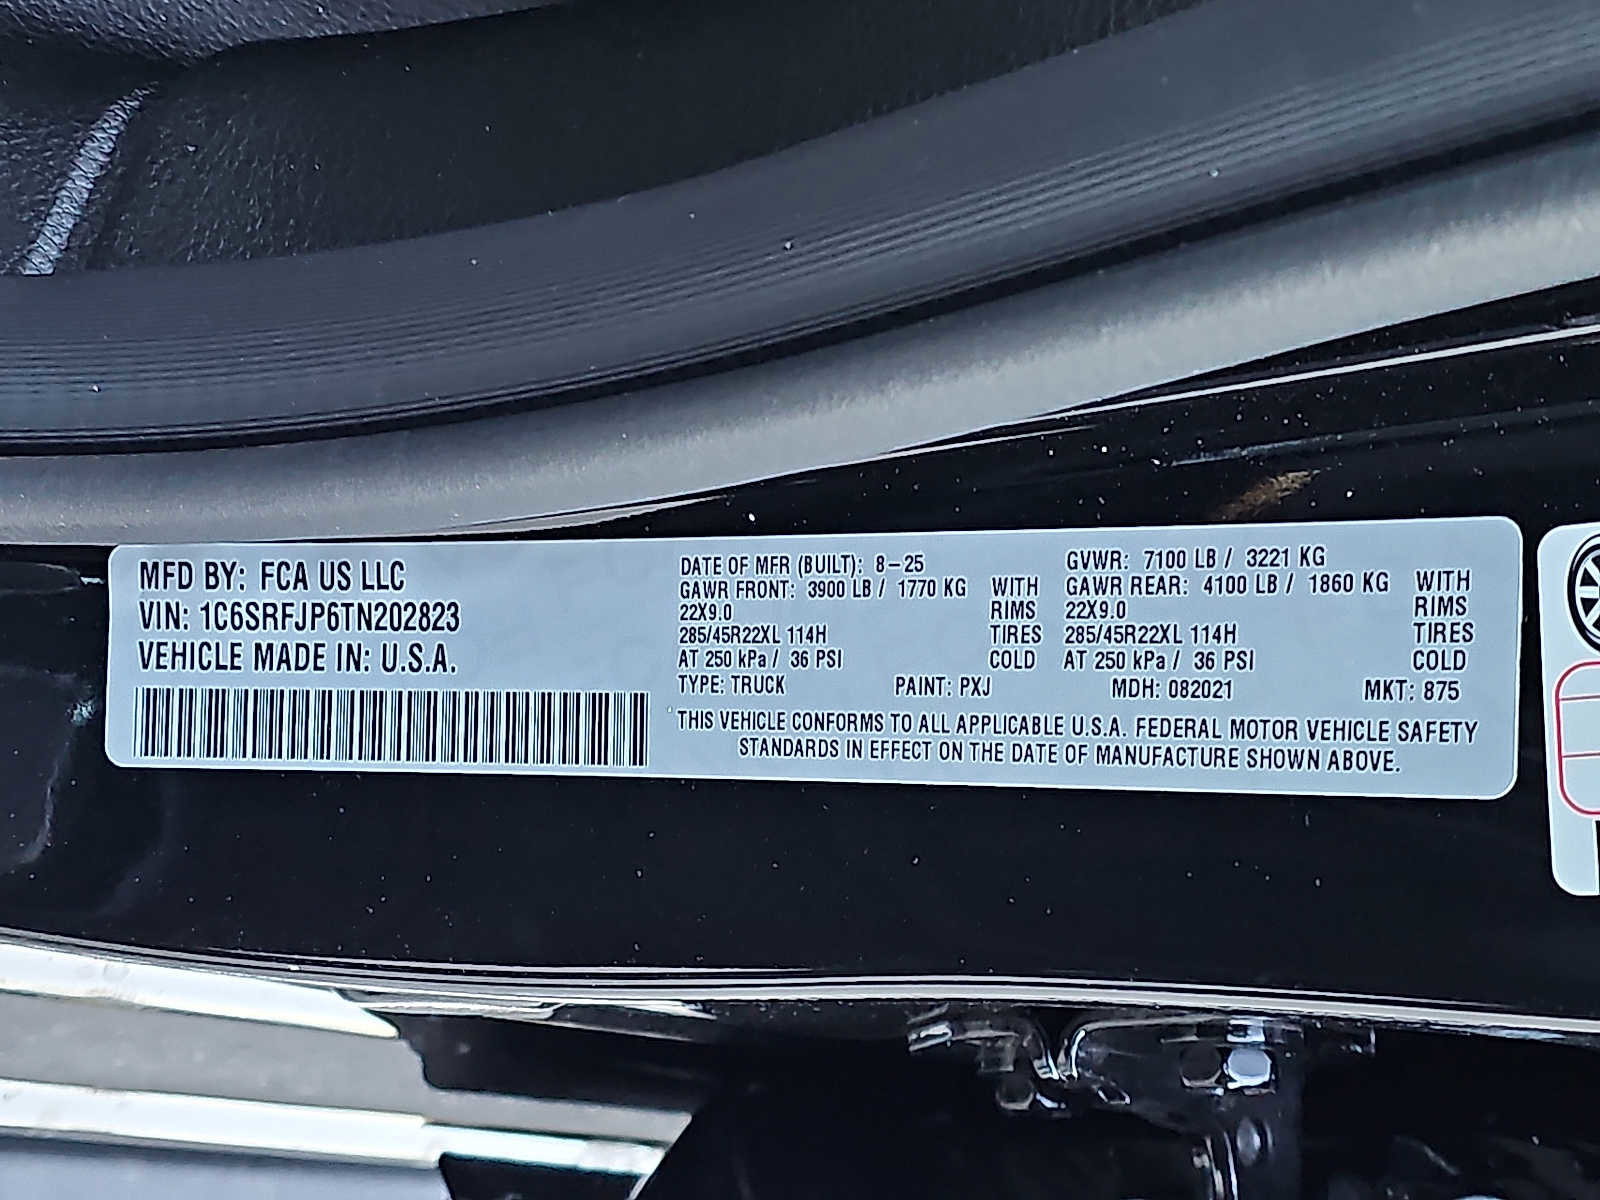 MFD BY: FCA US LLC
VIN: 1C6SRFJP6TN202823
VEHICLE MADE IN: U.S.A.
DATE OF MFR (BUILT): 8-25
GAWR FRONT: 3900 LB / 1770 KG WITH
22X9.0 RIMS
285/45R22XL 114H TIRES
AT 250 kPa / 36 PSI COLD
GVWR: 7100 LB / 3221 KG
GAWR REAR: 4100 LB / 1860 KG WITH
22X9.0 RIMS
285/45R22XL 114H TIRES
AT 250 kPa / 36 PSI COLD
TYPE: TRUCK PAINT: PXJ MDH: 082021 MKT: 875
THIS VEHICLE CONFORMS TO ALL APPLICABLE U.S.A. FEDERAL MOTOR VEHICLE SAFETY
STANDARDS IN EFFECT ON THE DATE OF MANUFACTURE SHOWN ABOVE.